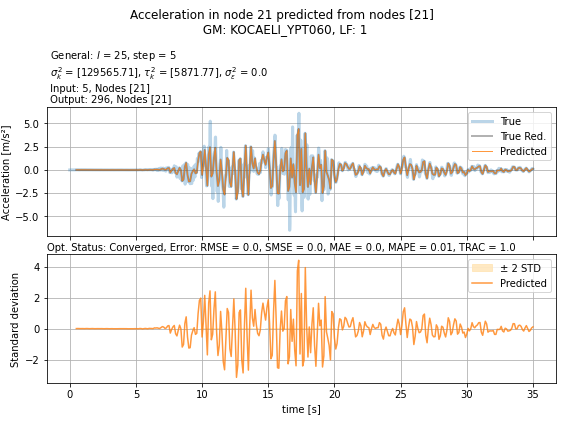 Acceleration in node 21 predicted from nodes [21]
GM: KOCAELI_YPT060, LF: 1
General: l = 25, step = 5
σ²ₖ = [129565.71], τ²ₖ = [5871.77], σ²ε = 0.0
Input: 5, Nodes [21]
Output: 296, Nodes [21]
Acceleration [m/s²]
5.0
2.5
0.0
−2.5
−5.0
True
True Red.
Predicted
Opt. Status: Converged, Error: RMSE = 0.0, SMSE = 0.0, MAE = 0.0, MAPE = 0.01, TRAC = 1.0
Standard deviation
4
2
0
−2
± 2 STD
Predicted
0 5 10 15 20 25 30 35
time [s]